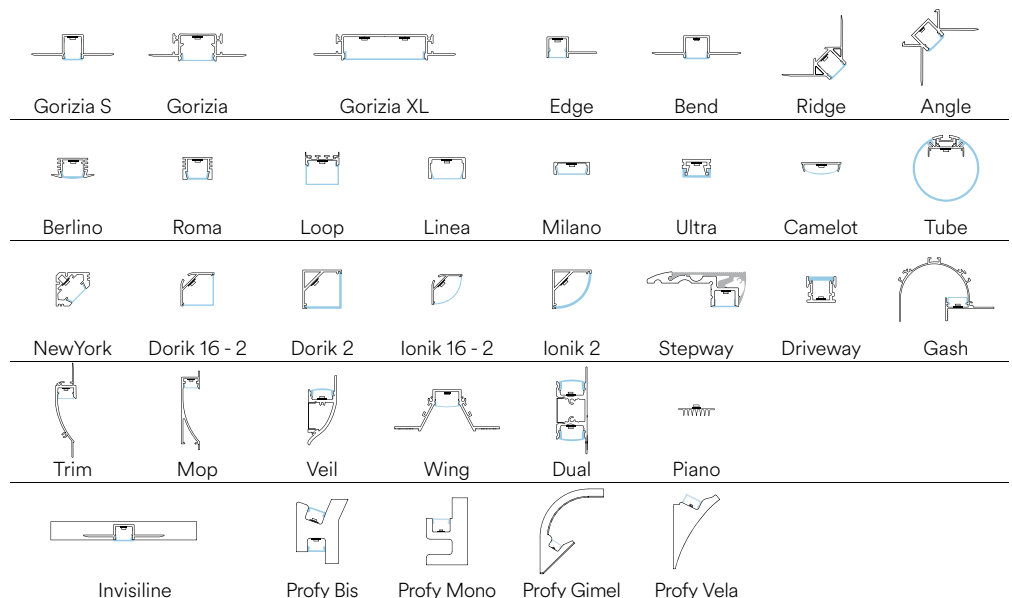 Gorizia S Gorizia Gorizia XL Edge Bend Ridge Angle
Berlino Roma Loop Linea Milano Ultra Camelot Tube
NewYork Dorik 16 - 2 Dorik 2 Ionik 16 - 2 Ionik 2 Stepway Driveway Gash
Trim Mop Veil Wing Dual Piano
Invisiline Profy Bis Profy Mono Profy Gimel Profy Vela